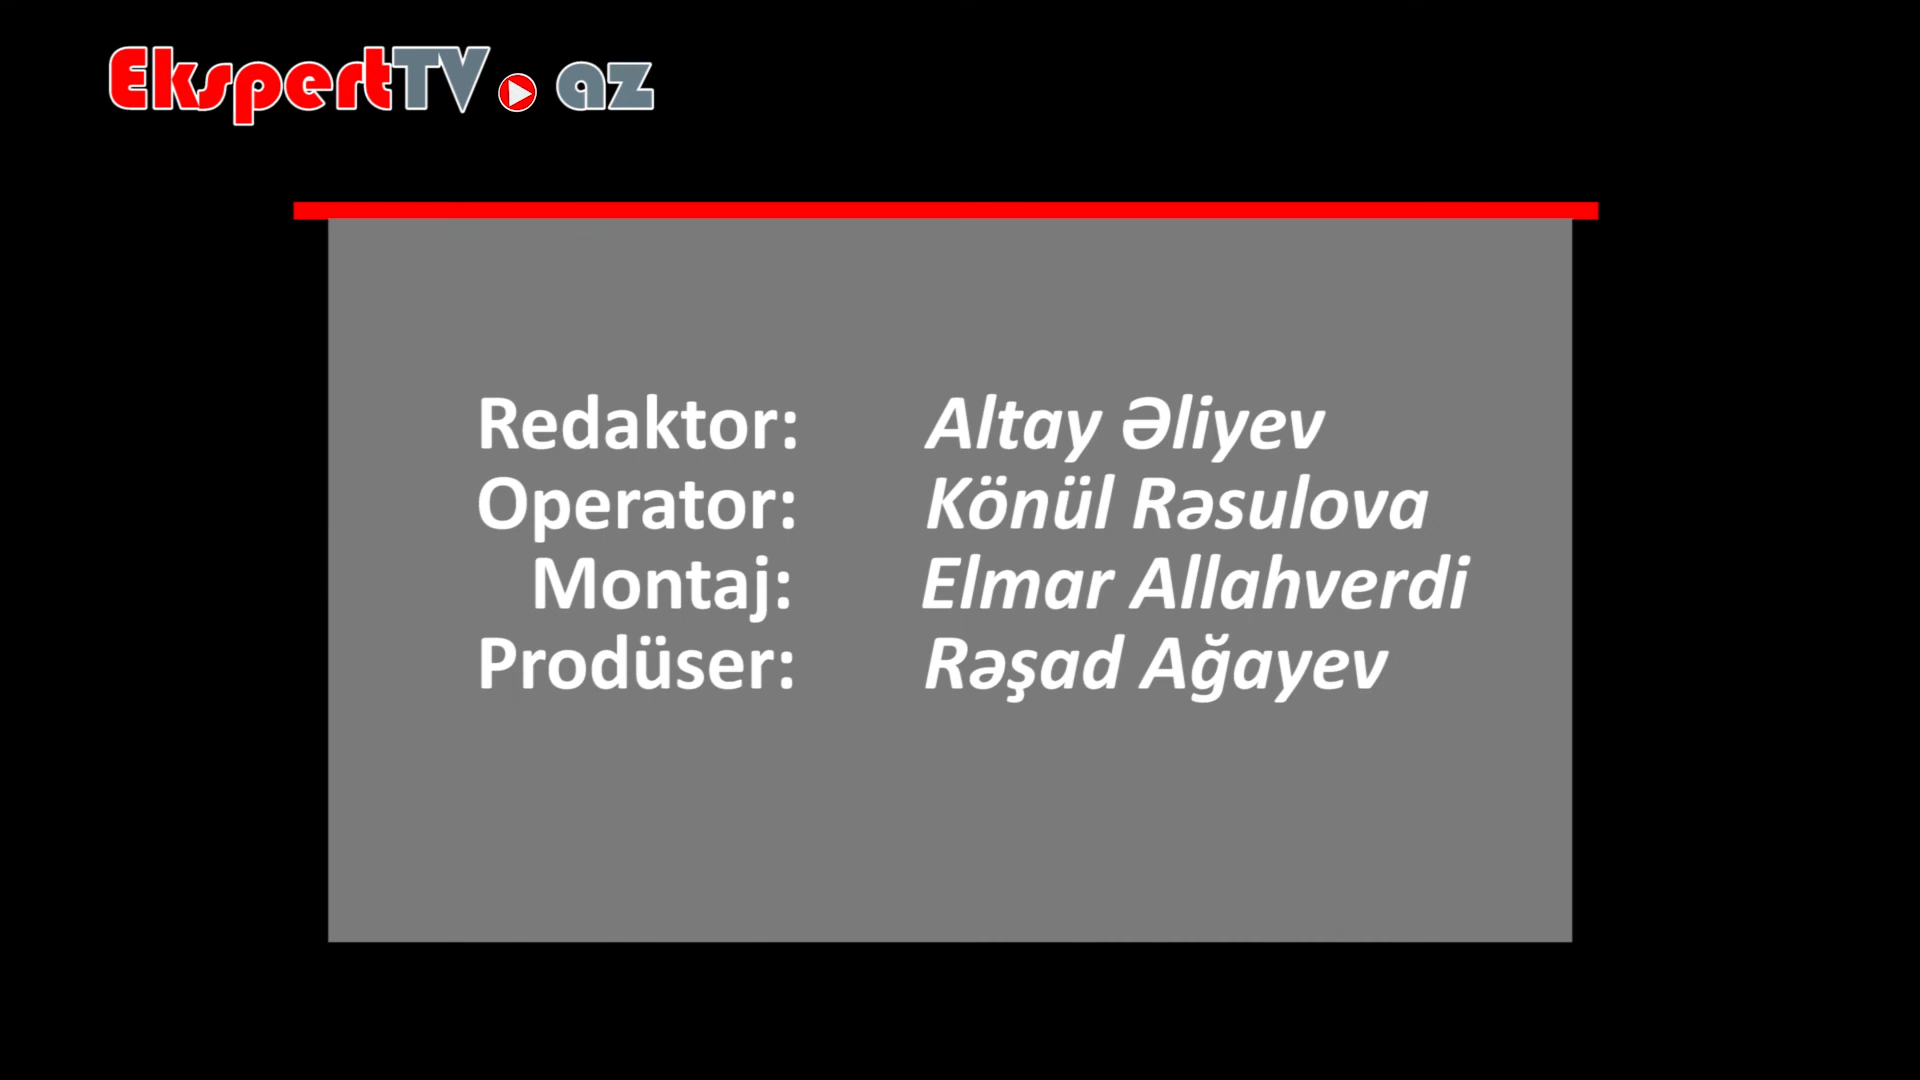 EkspertTV.az
Redaktor: Altay Əliyev
Operator: Könül Rəsulova
Montaj: Elmar Allahverdi
Prodüser: Rəşad Ağayev